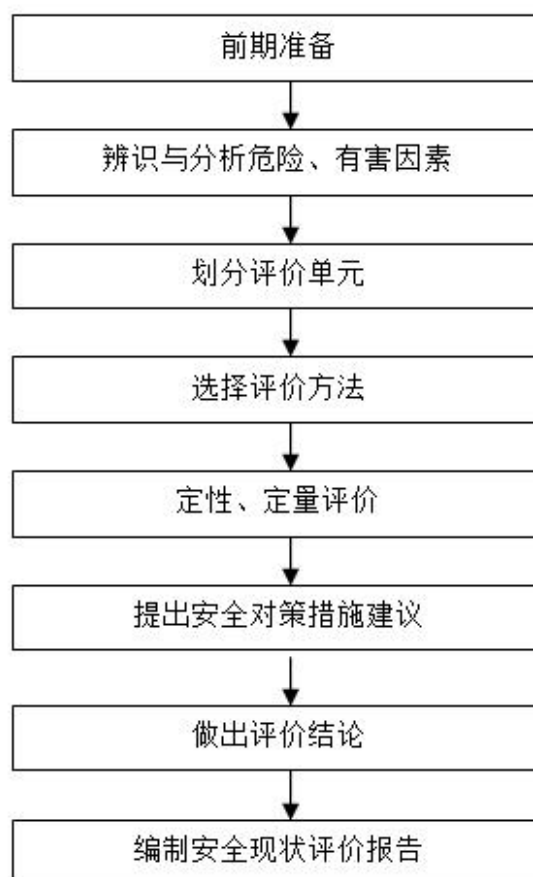 前期准备
辨识与分析危险、有害因素
划分评价单元
选择评价方法
定性、定量评价
提出安全对策措施建议
做出评价结论
编制安全现状评价报告